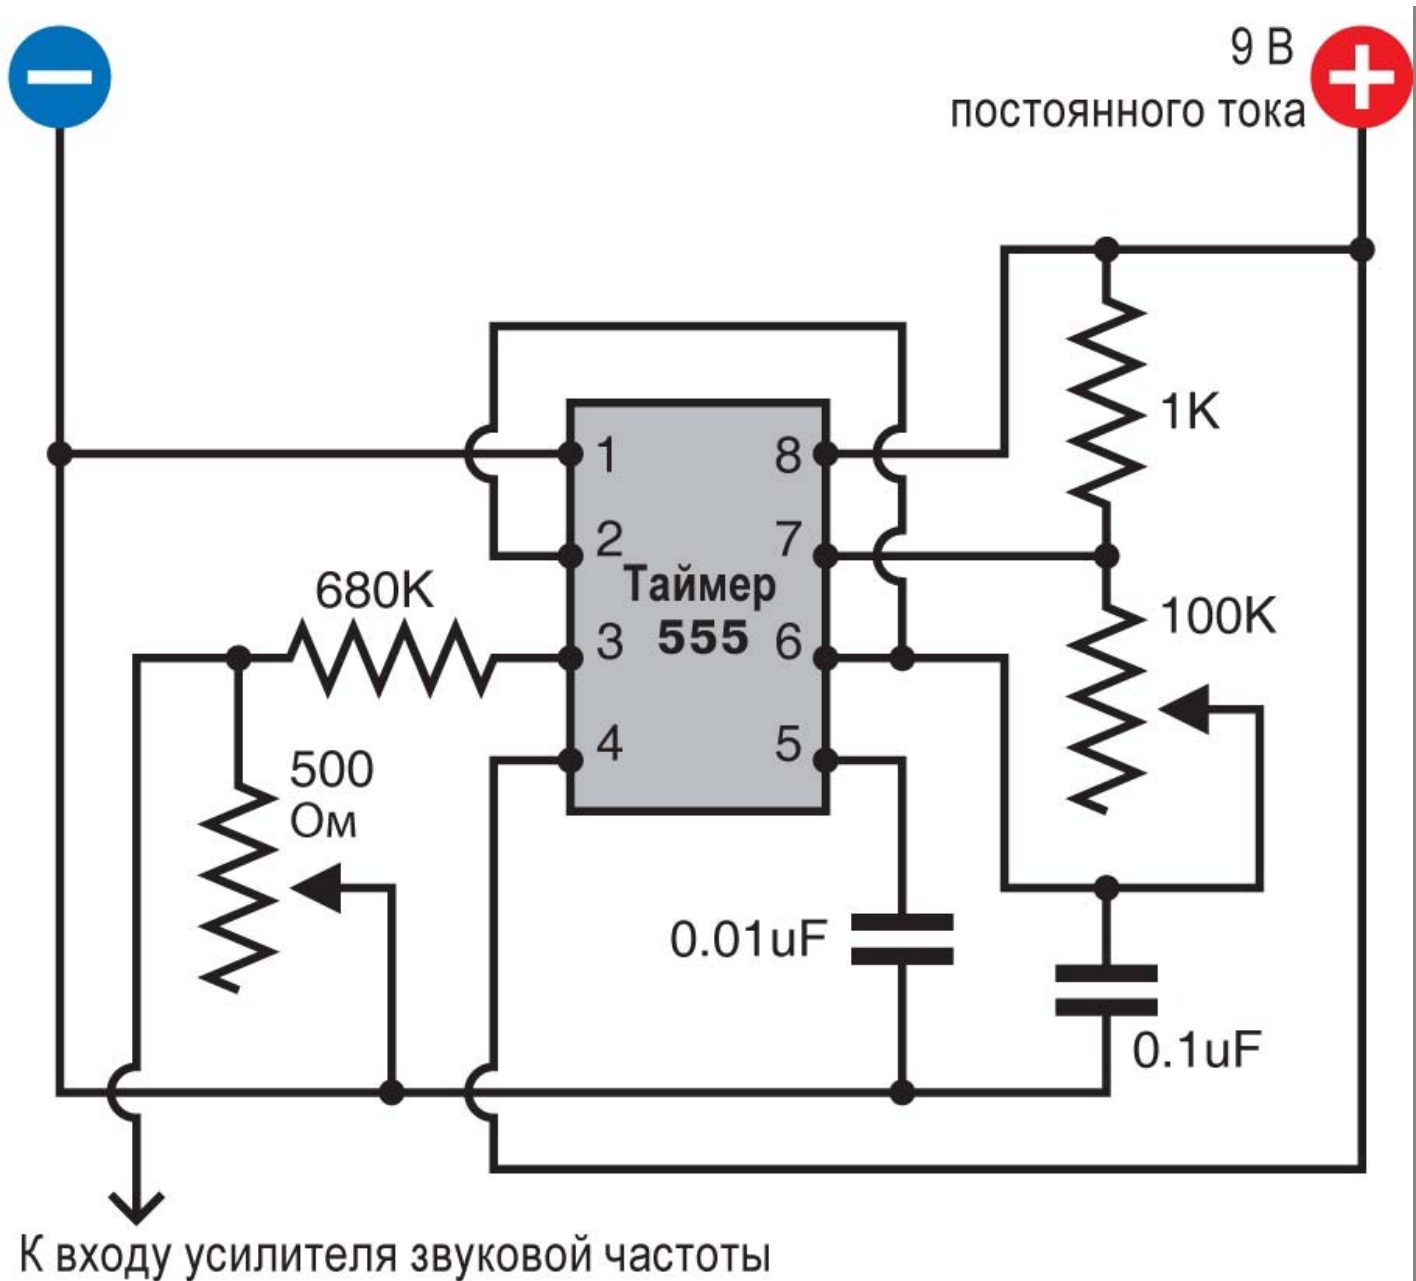 9 В
постоянного тока
1K
1
8
2
7
Таймер
680K
100K
3
555
6
4
5
500
Ом
0.01uF
0.1uF
К входу усилителя звуковой частоты